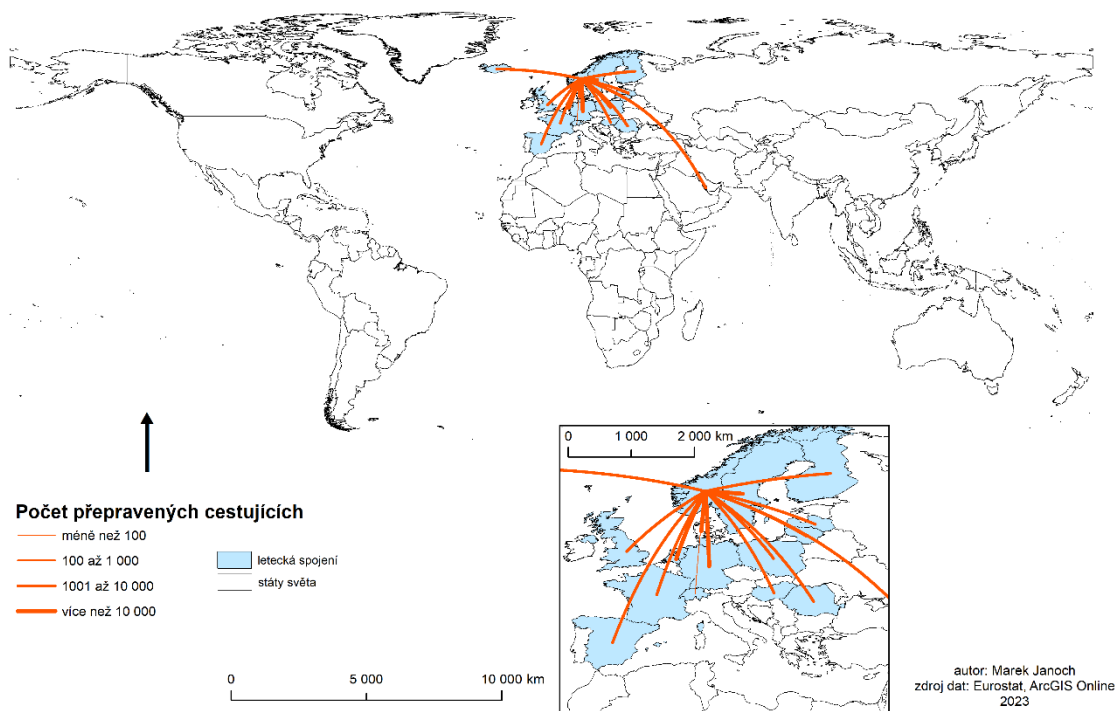 0 1 000 2 000 km
Počet přepravených cestujících
méně než 100
100 až 1 000
1001 až 10 000
více než 10 000
letecká spojení
státy světa
0 5 000 10 000 km
autor: Marek Janoch
zdroj dat: Eurostat, ArcGIS Online
2023